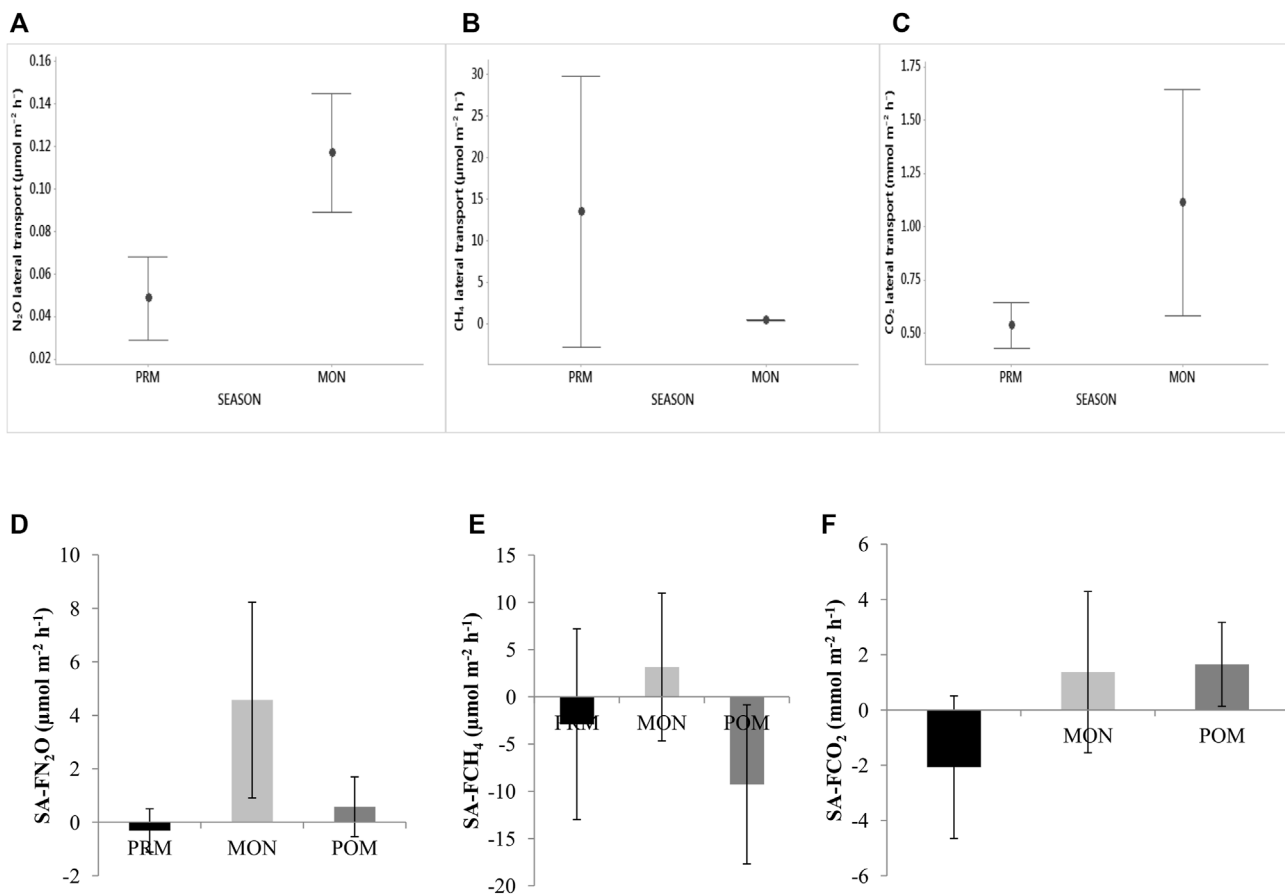 A
B
C
N₂O lateral transport (µmol m⁻² h⁻)
0.16
0.14
0.12
0.10
0.08
0.06
0.04
0.02
PRM
MON
SEASON
CH₄ lateral transport (µmol m⁻² h⁻)
30
25
20
15
10
5
0
PRM
MON
SEASON
CO₂ lateral transport (mmol m⁻² h⁻)
1.75
1.50
1.25
1.00
0.75
0.50
PRM
MON
SEASON
D
E
F
SA-FN₂O (µmol m⁻² h⁻¹)
10
8
6
4
2
0
-2
PRM
MON
POM
SA-FCH₄ (µmol m⁻² h⁻¹)
15
10
5
0
-5
-10
-15
-20
PRM
MON
POM
SA-FCO₂ (mmol m⁻² h⁻¹)
6
4
2
0
-2
-4
-6
MON
POM